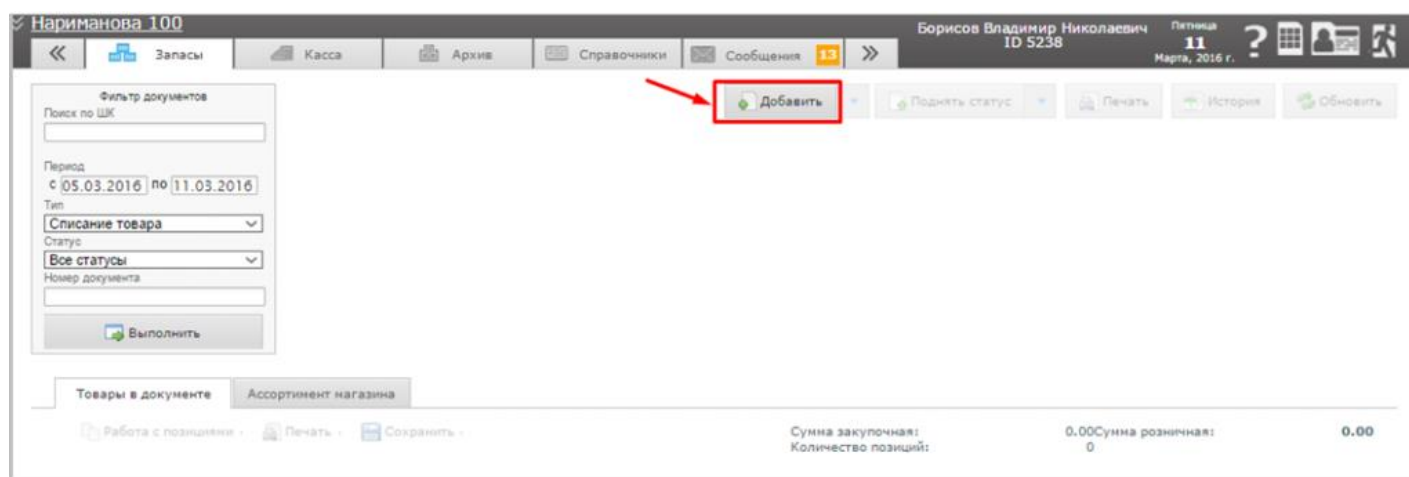 Нариманова 100
Борисов Владимир Николаевич
ID 5238
Пятница
11
Марта, 2016 г.
?
Запасы
Касса
Архив
Справочники
Сообщения 13
Добавить
Поднять статус
Печать
История
Обновить
Фильтр документов
Поиск по ШК
Период
с 05.03.2016 по 11.03.2016
Тип
Списание товара
Статус
Все статусы
Номер документа
Выполнить
Товары в документе
Ассортимент магазина
Работа с позициями
Печать
Сохранить
Сумма закупочная: 0.00Сумма розничная: 0.00
Количество позиций: 0